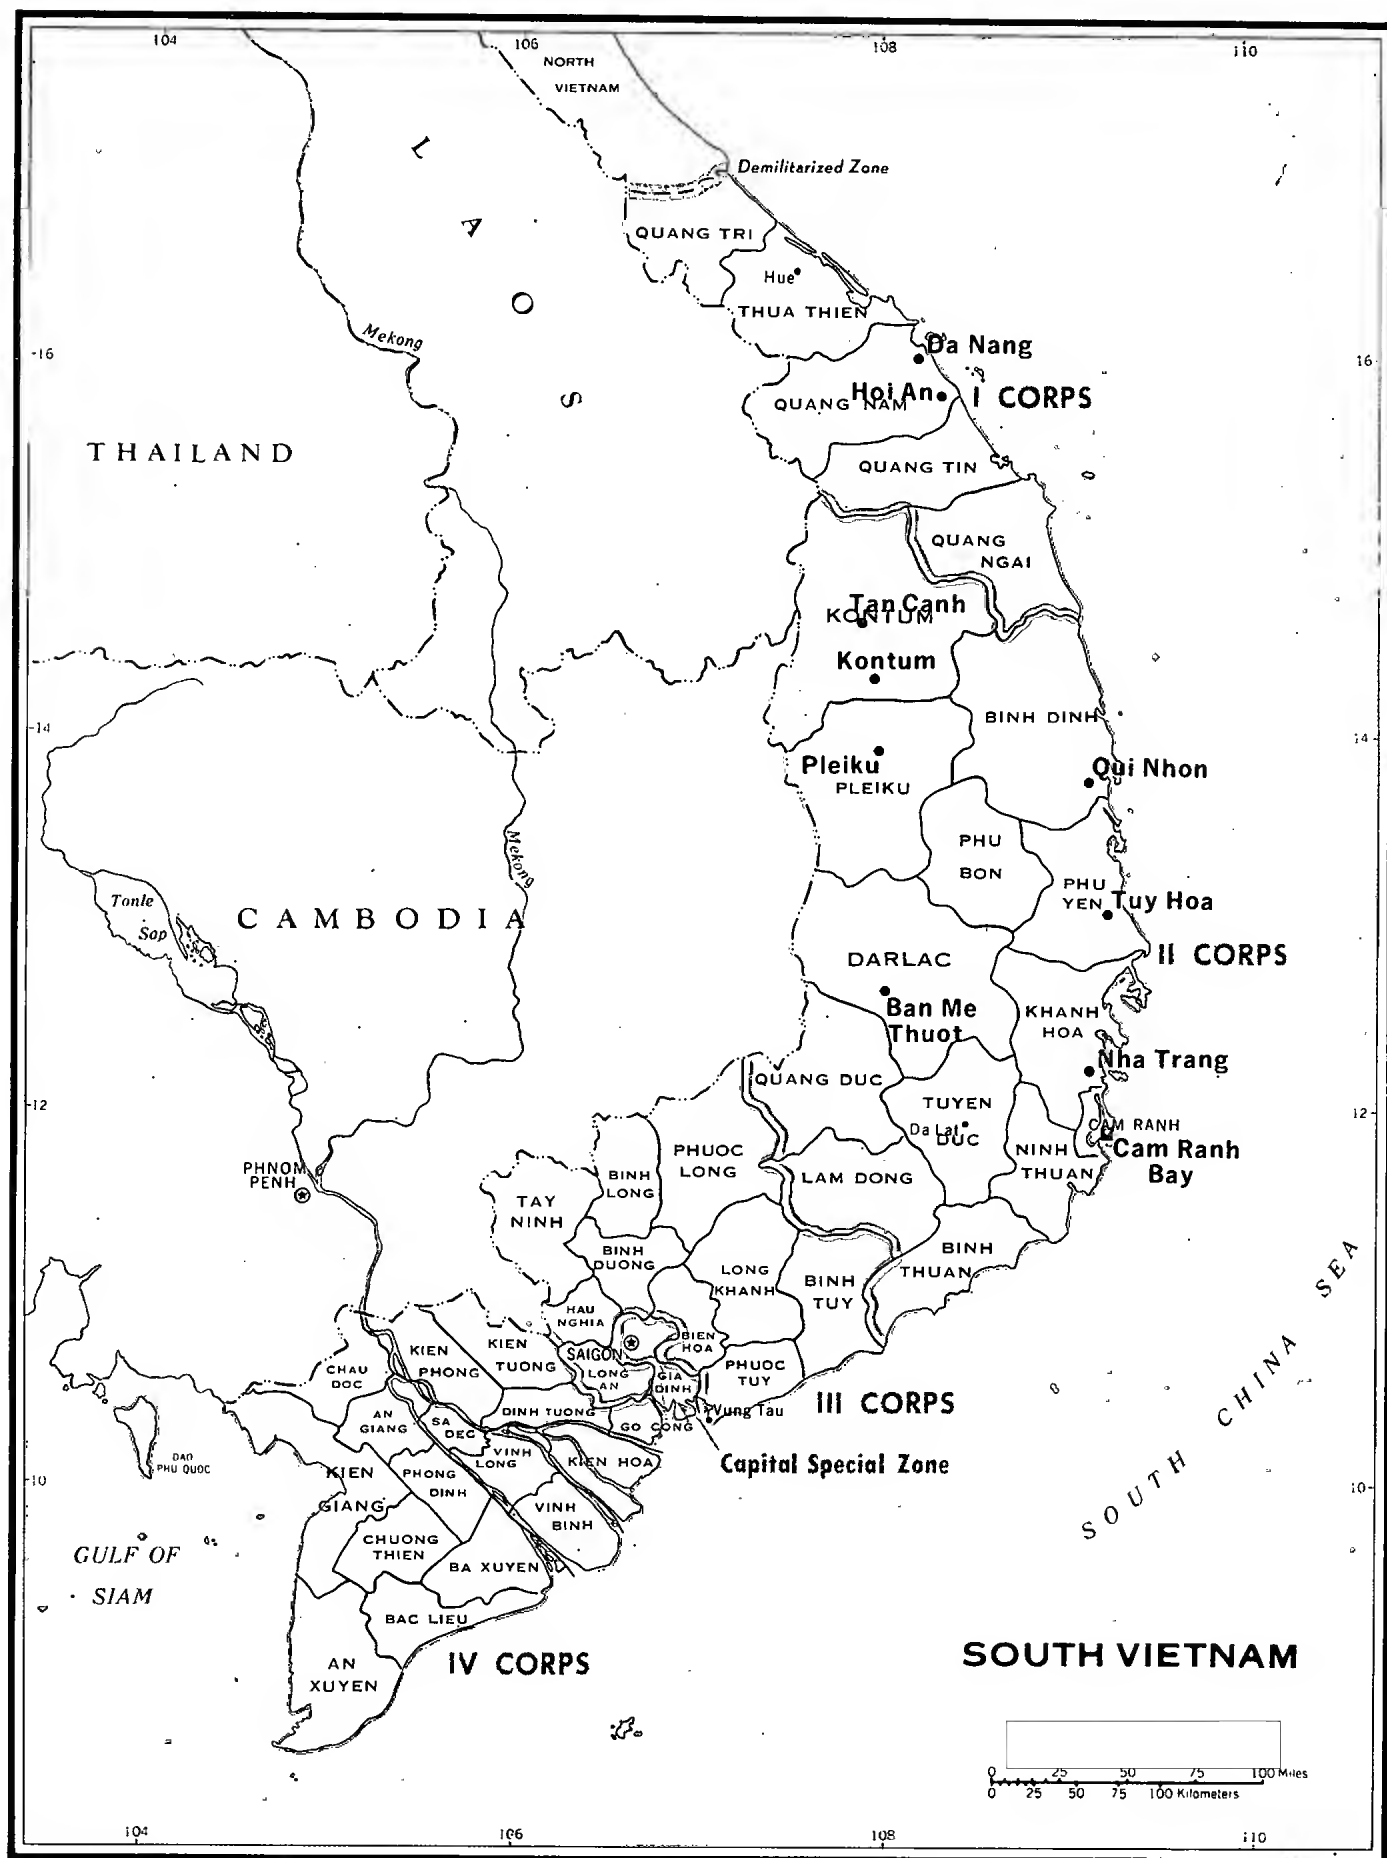 104
106
108
110
NORTH
VIETNAM
L
A
O
S
Demilitarized Zone
QUANG TRI
Hue
THUA THIEN
Mekong
16
16
Da Nang
Hoi An
QUANG NAM
I CORPS
THAILAND
QUANG TIN
QUANG
NGAI
Tan Canh
KONTUM
Kontum
BINH DINH
14
14
Pleiku
PLEIKU
Qui Nhon
Mekong
PHU
BON
PHU
YEN
Tuy Hoa
Tonle
Sap
CAMBODIA
II CORPS
DARLAC
Ban Me
Thuot
KHANH
HOA
Nha Trang
QUANG DUC
12
12
TUYEN
DUC
Da Lat
CAM RANH
Cam Ranh
Bay
NINH
THUAN
PHUOC
LONG
LAM DONG
BINH
LONG
PHNOM
PENH
TAY
NINH
BINH
DUONG
BINH
THUAN
LONG
KHANH
BINH
TUY
SEA
HAU
NGHIA
BIEN
HOA
SAIGON
KIEN
PHONG
KIEN
TUONG
CHAU
DOC
LONG
AN
GIA
DINH
PHUOC
TUY
CHINA
III CORPS
Vung Tau
AN
GIANG
SA
DEC
DINH TUONG
GO CONG
Capital Special Zone
VINH
LONG
KIEN HOA
DAO
PHU QUOC
KIEN
GIANG
PHONG
DINH
10
10
SOUTH
VINH
BINH
CHUONG
THIEN
BA XUYEN
GULF OF
SIAM
BAC LIEU
AN
XUYEN
IV CORPS
SOUTH VIETNAM
0 25 50 75 100 Miles
0 25 50 75 100 Kilometers
104
106
108
110